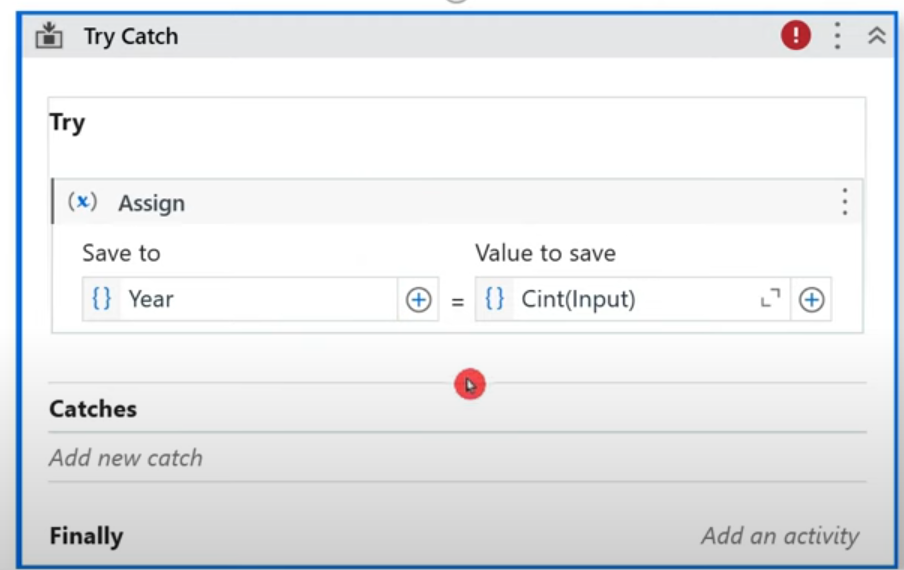 Try Catch
Try
(x) Assign
Save to
Value to save
{} Year = {} Cint(Input)
Catches
Add new catch
Finally
Add an activity